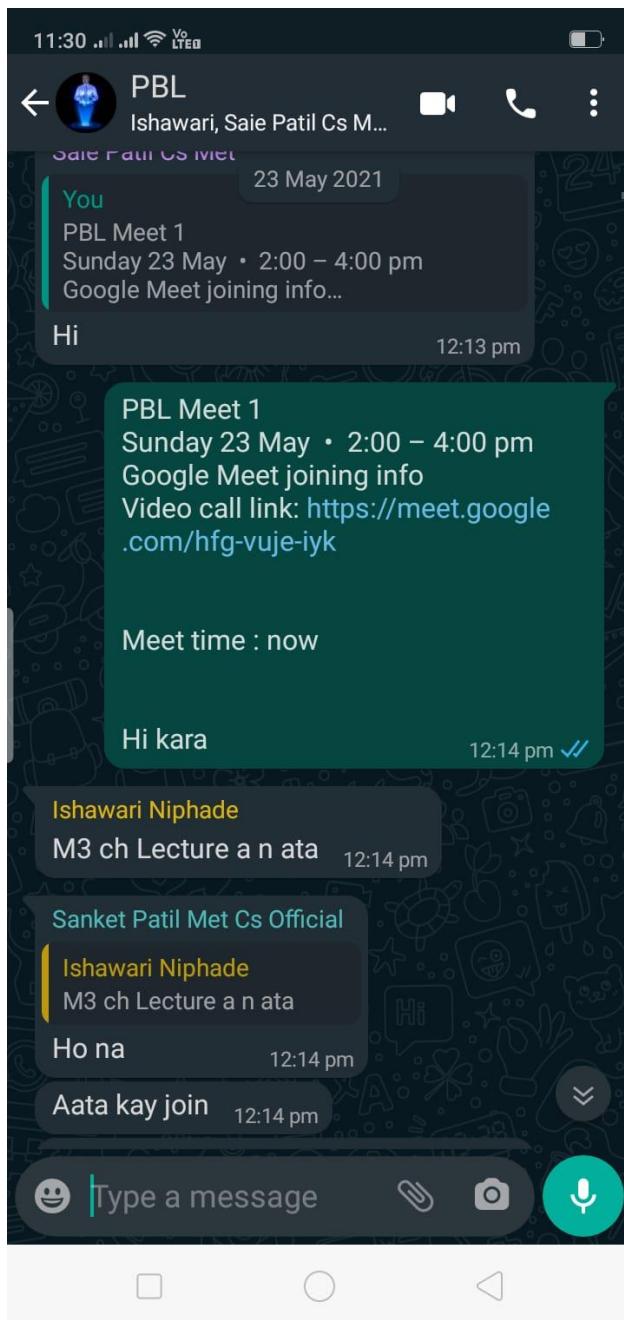 11:30
Vo
LTE
PBL
Ishawari, Saie Patil Cs M...
Saie Patil Cs Met
23 May 2021
You
PBL Meet 1
Sunday 23 May • 2:00 – 4:00 pm
Google Meet joining info...
Hi
12:13 pm
PBL Meet 1
Sunday 23 May • 2:00 – 4:00 pm
Google Meet joining info
Video call link: https://meet.google
.com/hfg-vuje-iyk
Meet time : now
Hi kara
12:14 pm
Ishawari Niphade
M3 ch Lecture a n ata 12:14 pm
Sanket Patil Met Cs Official
Ishawari Niphade
M3 ch Lecture a n ata
Ho na
12:14 pm
Aata kay join 12:14 pm
Type a message